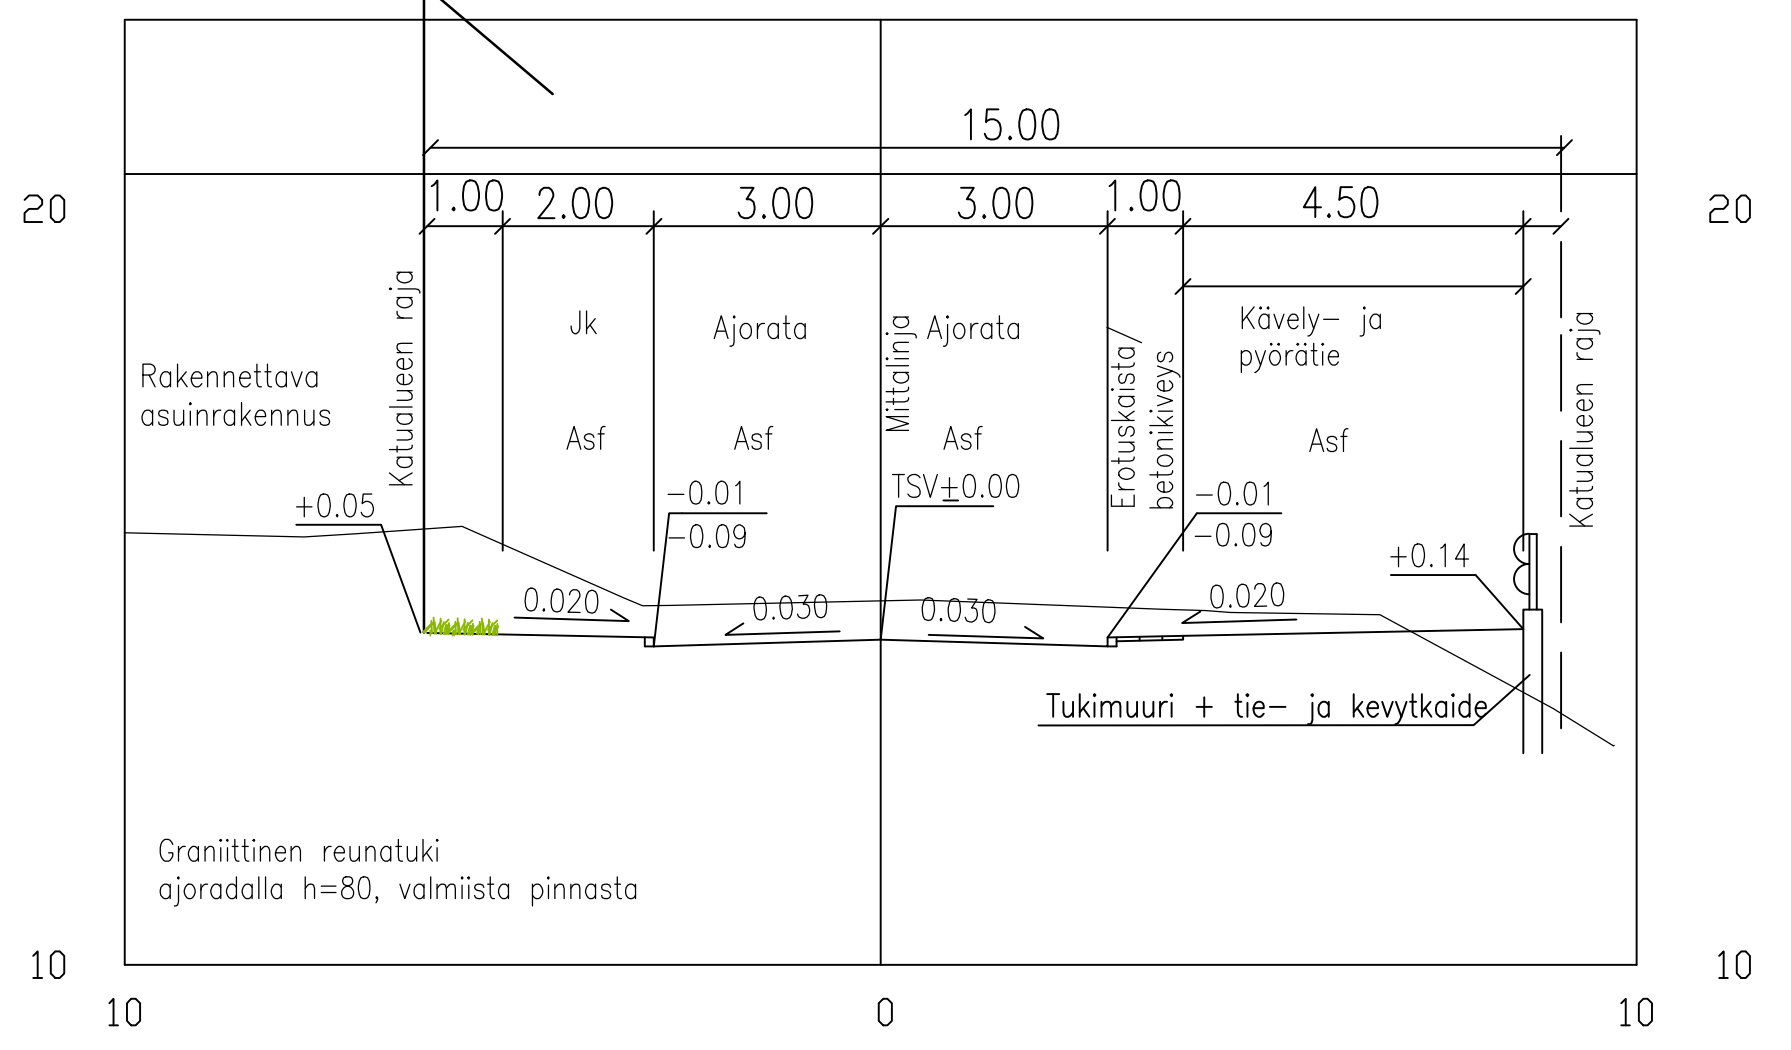 15.00
20
1.00
2.00
3.00
3.00
1.00
4.50
20
Katualueen raja
Jk
Ajorata
Mittalinja
Ajorata
Erotuskaista/
betonikiveys
Kävely- ja
pyörätie
Katualueen raja
Rakennettava
asuinrakennus
Asf
Asf
Asf
Asf
+0.05
-0.01
-0.09
TSV±0.00
-0.01
-0.09
+0.14
0.020
0.030
0.030
0.020
Tukimuuri + tie- ja kevytkaide
Graniittinen reunatuki
ajoradalla h=80, valmiista pinnasta
10
10
10
0
10